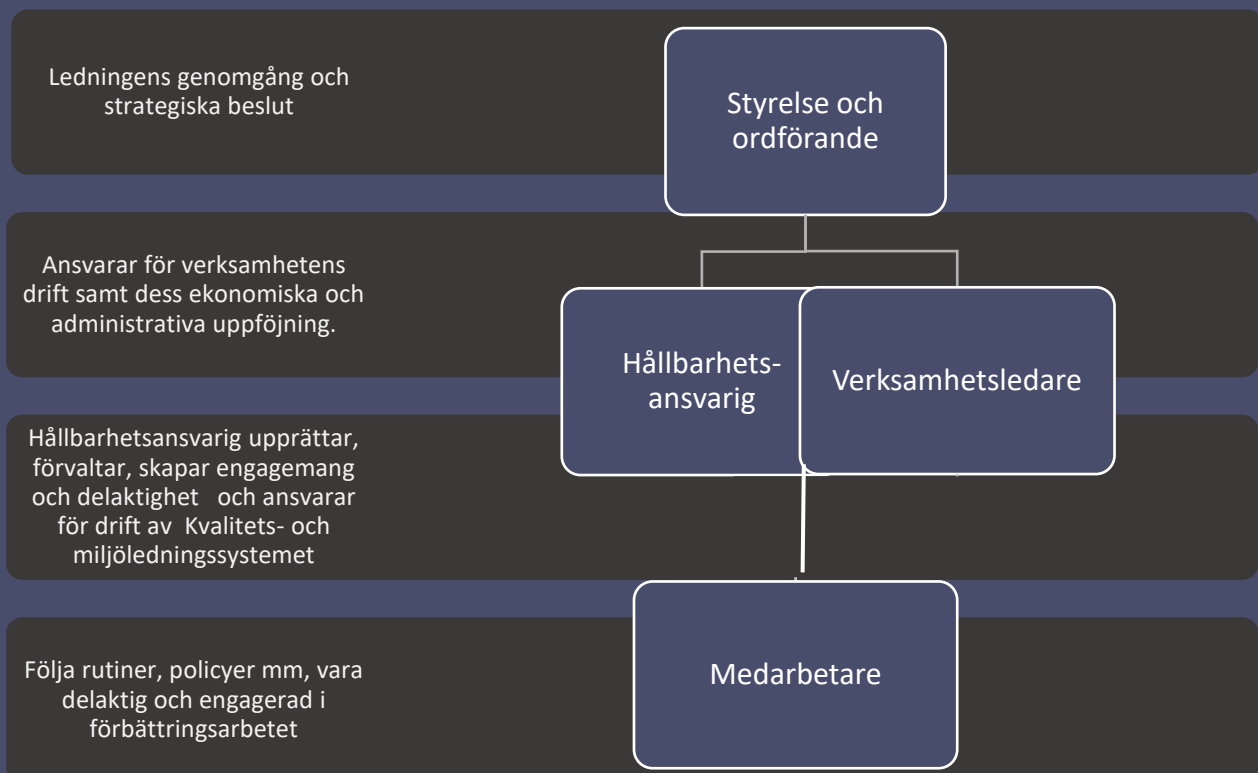 Ledningens genomgång och
strategiska beslut
Styrelse och
ordförande
Ansvarar för verksamhetens
drift samt dess ekonomiska och
administrativa uppföjning.
Hållbarhets-
ansvarig
Verksamhetsledare
Hållbarhetsansvarig upprättar,
förvaltar, skapar engagemang
och delaktighet och ansvarar
för drift av Kvalitets- och
miljöledningssystemet
Följa rutiner, policyer mm, vara
delaktig och engagerad i
förbättringsarbetet
Medarbetare